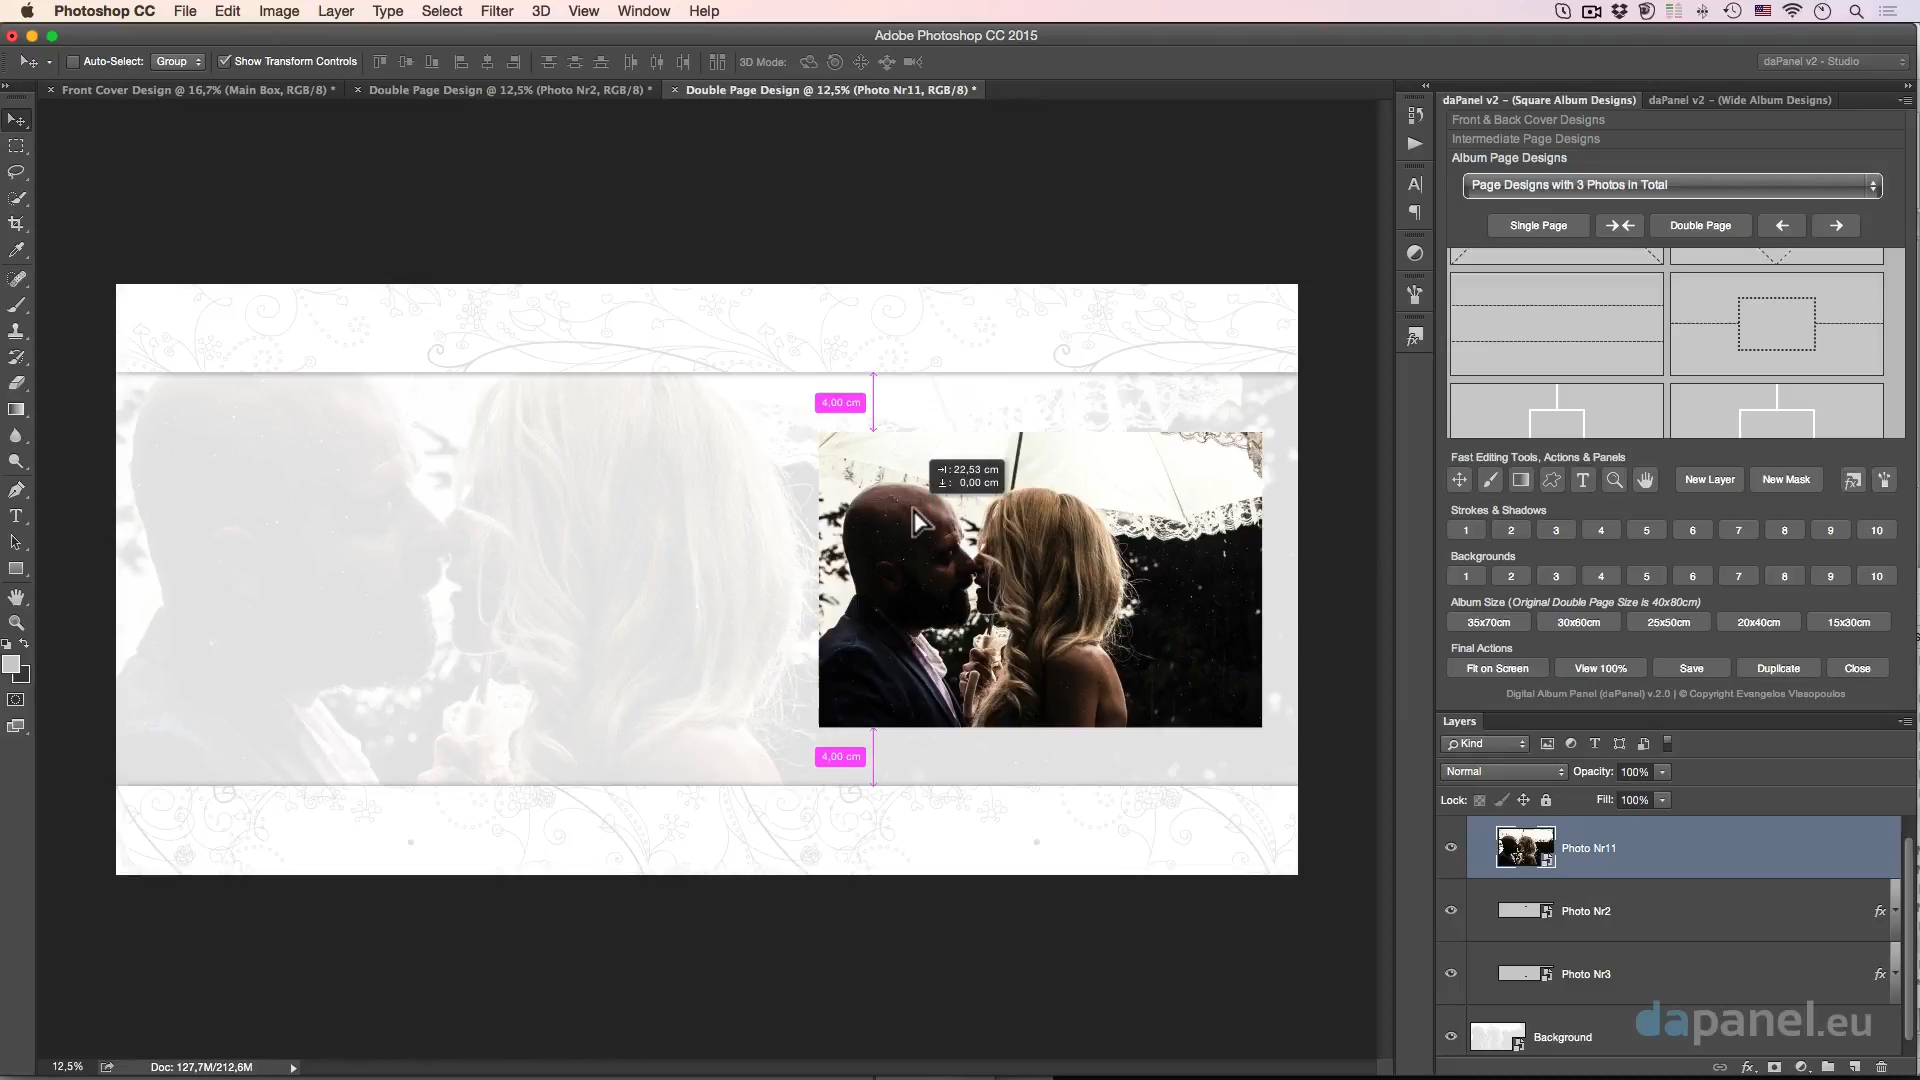 Photoshop CC File Edit Image Layer Type Select Filter 3D View Window Help
Adobe Photoshop CC 2015
Auto-Select: Group Show Transform Controls 3D Mode: daPanel v2 - Studio
Front Cover Design @ 16,7% (Main Box, RGB/8) * Double Page Design @ 12,5% (Photo Nr2, RGB/8) * Double Page Design @ 12,5% (Photo Nr11, RGB/8) *
daPanel v2 – (Square Album Designs) daPanel v2 – (Wide Album Designs)
Front & Back Cover Designs
Intermediate Page Designs
Album Page Designs
Page Designs with 3 Photos in Total
Single Page Double Page
4,00 cm
22,53 cm
0,00 cm
4,00 cm
Fast Editing Tools, Actions & Panels
New Layer New Mask
Strokes & Shadows
1 2 3 4 5 6 7 8 9 10
Backgrounds
1 2 3 4 5 6 7 8 9 10
Album Size (Original Double Page Size is 40x80cm)
35x70cm 30x60cm 25x50cm 20x40cm 15x30cm
Final Actions
Fit on Screen View 100% Save Duplicate Close
Digital Album Panel (daPanel) v.2.0 | © Copyright Evangelos Vlasopoulos
Layers
Kind
Normal Opacity: 100%
Lock: Fill: 100%
Photo Nr11
Photo Nr2 fx
Photo Nr3 fx
Background
dapanel.eu
12,5% Doc: 127,7M/212,6M